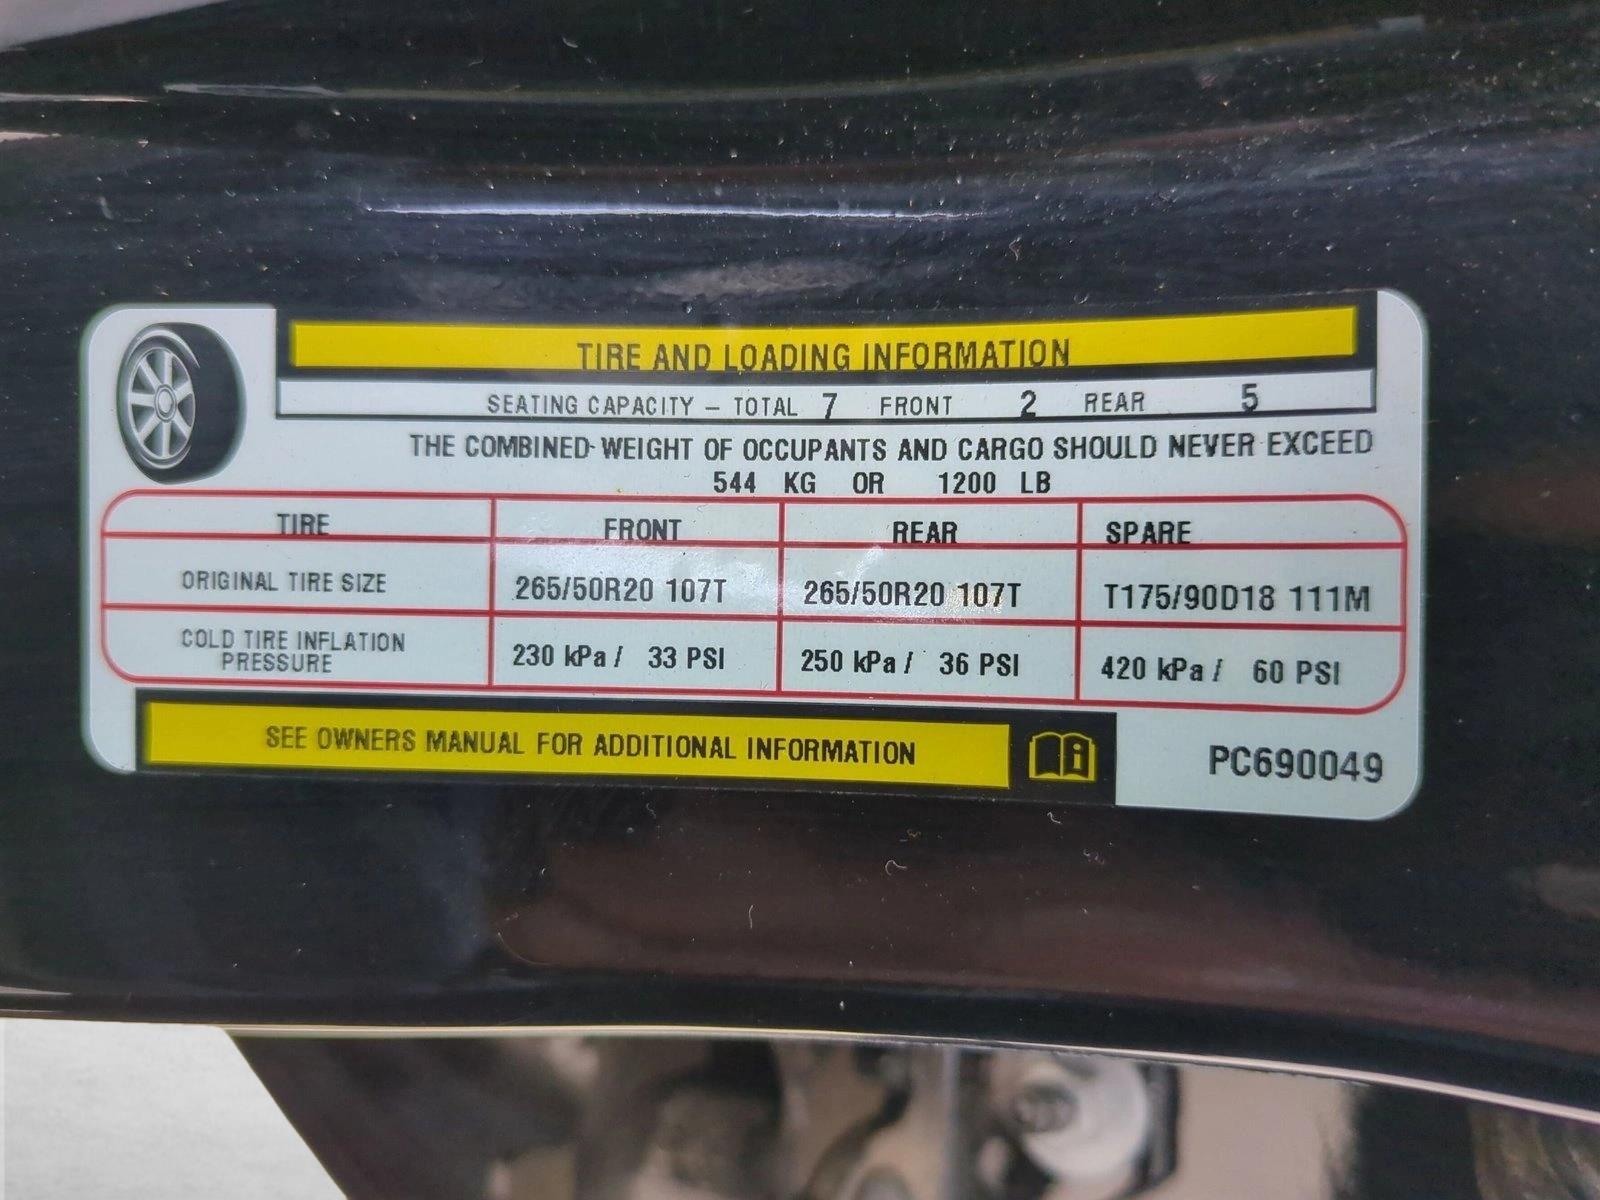 TIRE AND LOADING INFORMATION
SEATING CAPACITY – TOTAL 7 FRONT 2 REAR 5
THE COMBINED WEIGHT OF OCCUPANTS AND CARGO SHOULD NEVER EXCEED
544 KG OR 1200 LB
TIRE FRONT REAR SPARE
ORIGINAL TIRE SIZE 265/50R20 107T 265/50R20 107T T175/90D18 111M
COLD TIRE INFLATION
PRESSURE 230 kPa / 33 PSI 250 kPa / 36 PSI 420 kPa / 60 PSI
SEE OWNERS MANUAL FOR ADDITIONAL INFORMATION
PC690049